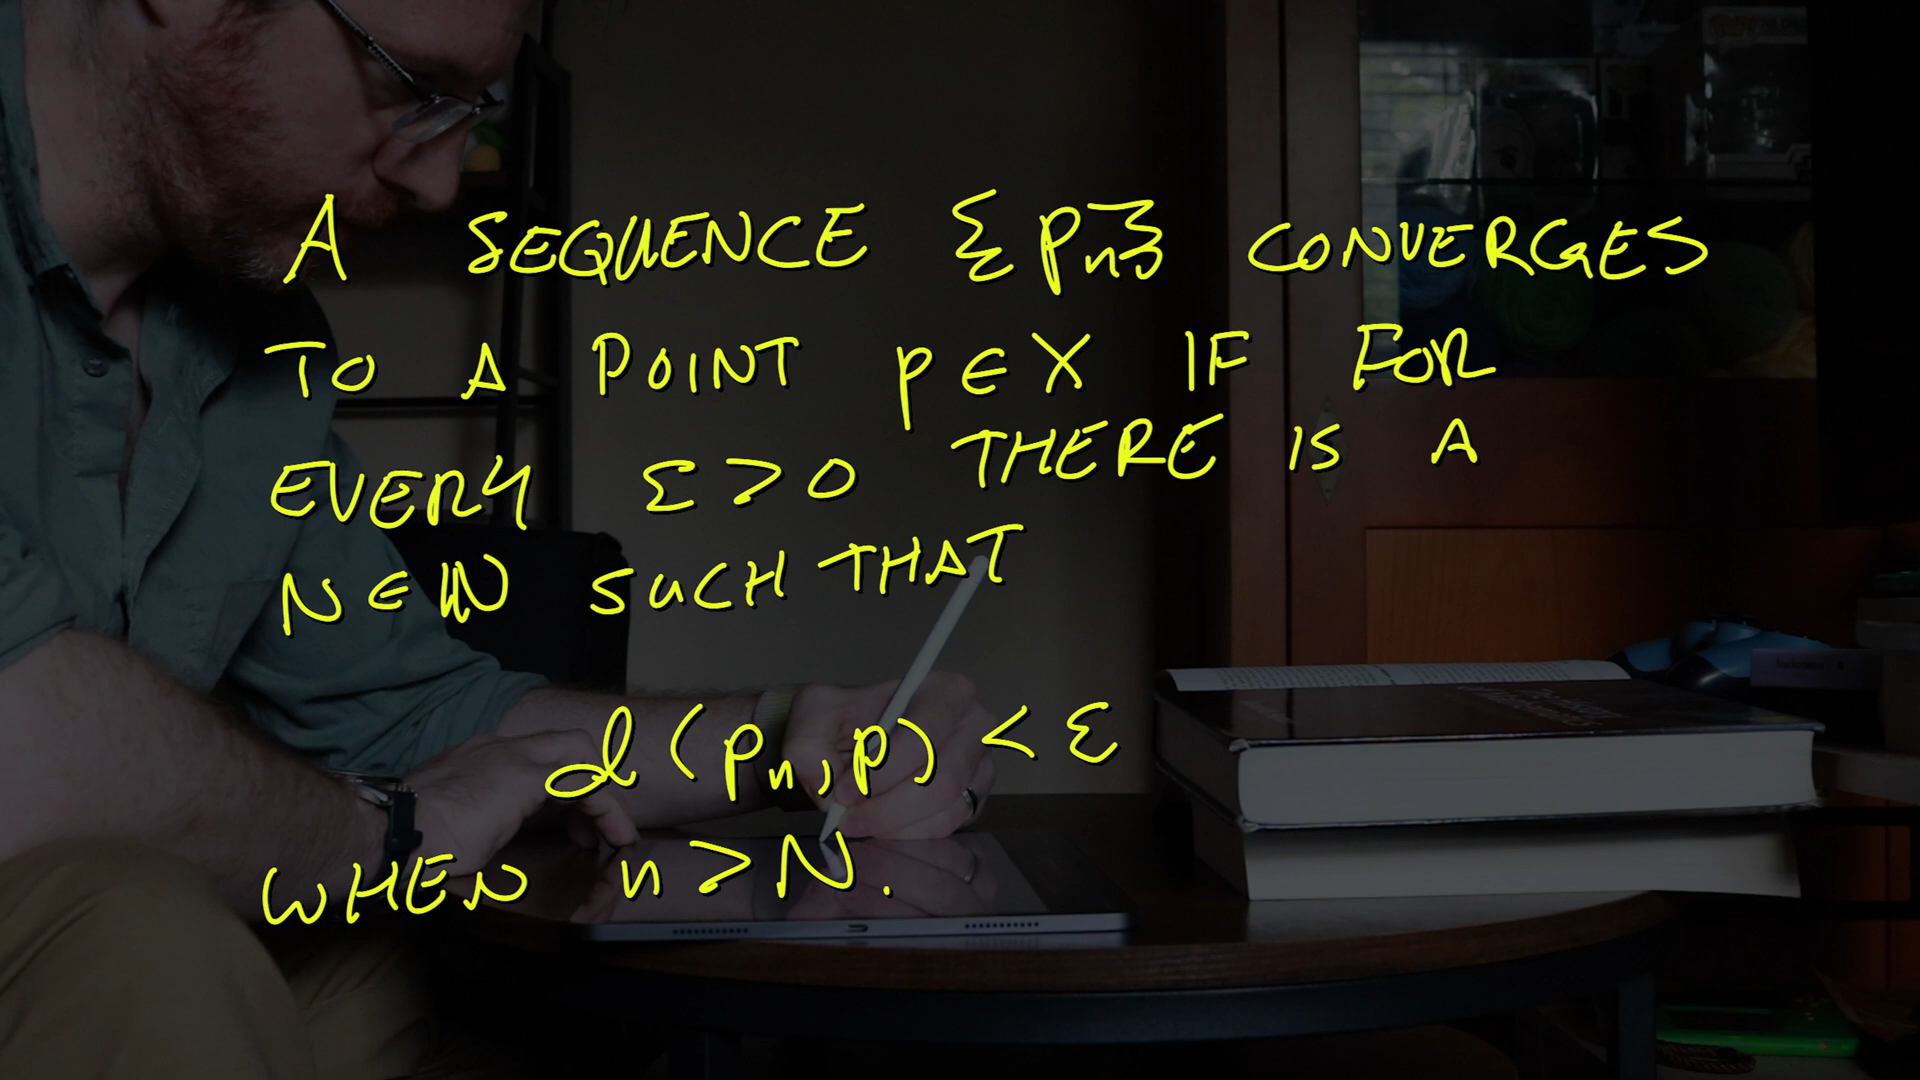 A SEQUENCE {pₙ} CONVERGES
TO A POINT p ∈ X IF FOR
EVERY ε > 0 THERE IS A
N ∈ ℕ SUCH THAT
d(pₙ, p) < ε
WHEN n > N.